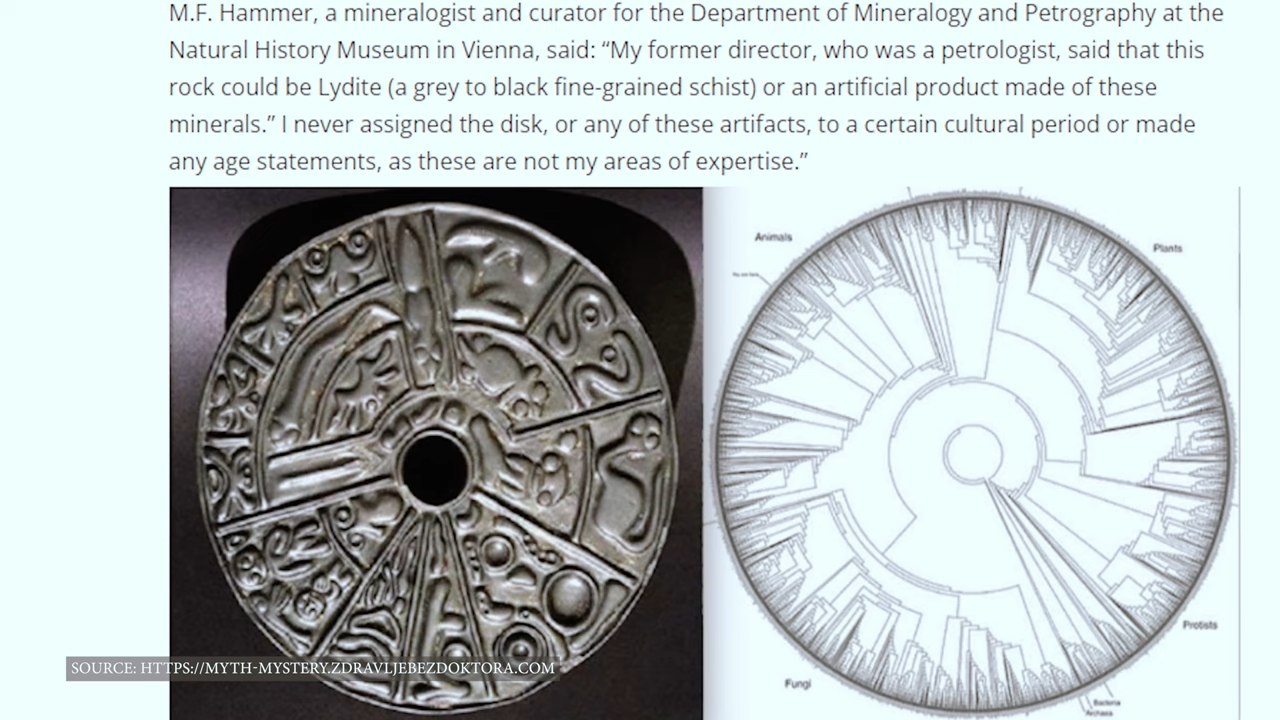 M.F. Hammer, a mineralogist and curator for the Department of Mineralogy and Petrography at the
Natural History Museum in Vienna, said: “My former director, who was a petrologist, said that this
rock could be Lydite (a grey to black fine-grained schist) or an artificial product made of these
minerals.” I never assigned the disk, or any of these artifacts, to a certain cultural period or made
any age statements, as these are not my areas of expertise.”
Animals
Plants
Protists
Fungi
Bacteria
Archaea
SOURCE: HTTPS://MYTH-MYSTERY.ZDRAVLJEBEZDOKTORA.COM